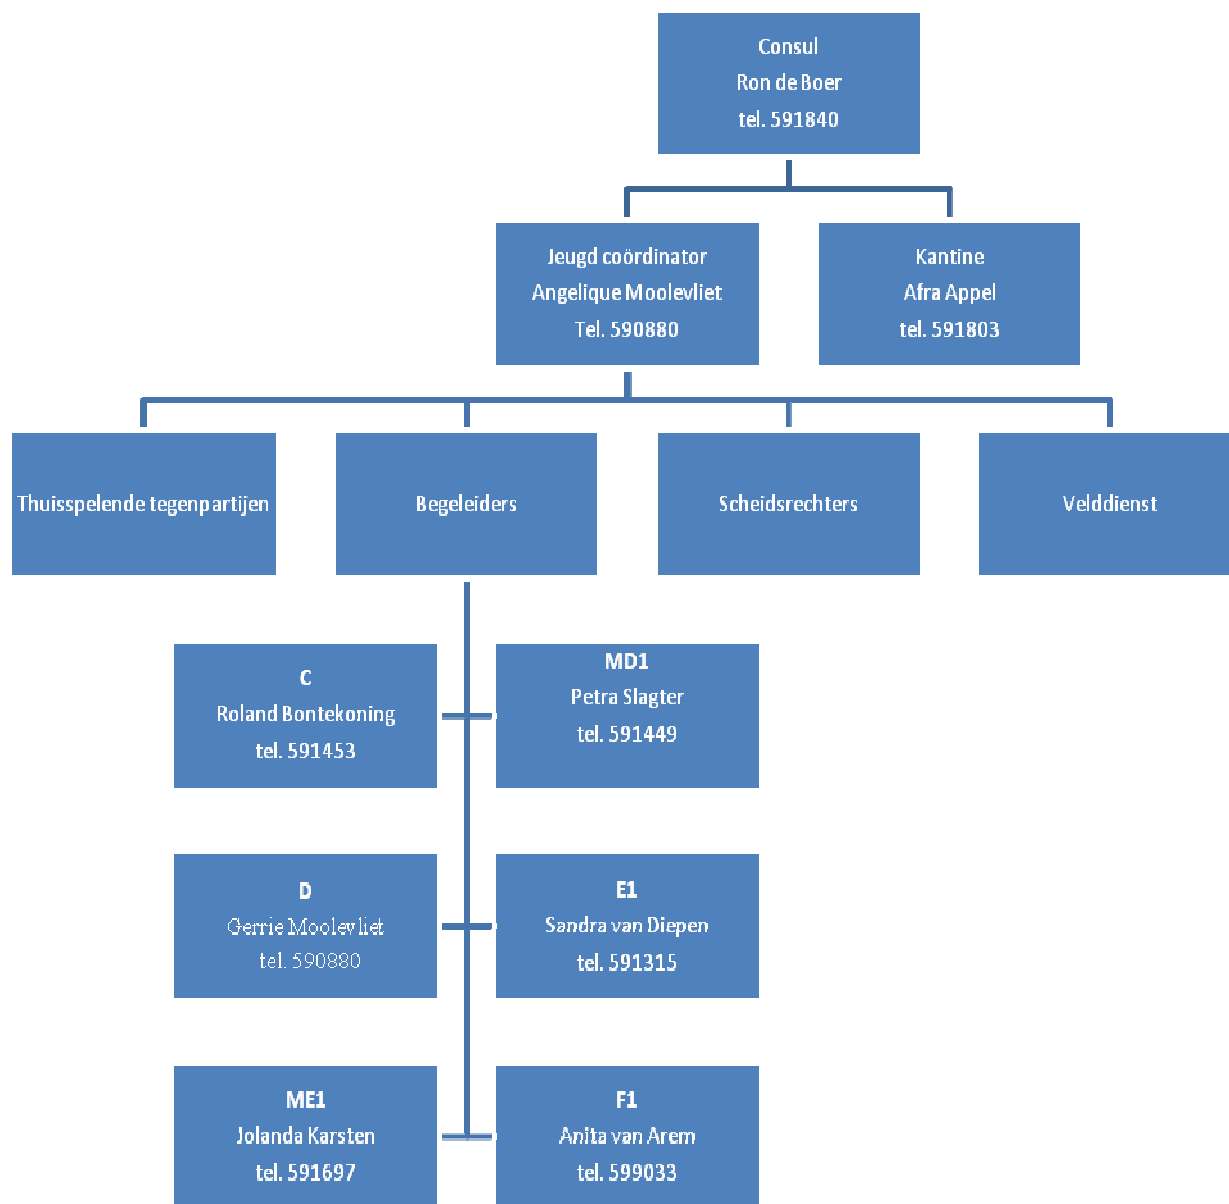 Consul
Ron de Boer
tel. 591840
Jeugd coördinator
Angelique Moolevliet
Tel. 590880
Kantine
Afra Appel
tel. 591803
Thuisspelende tegenpartijen
Begeleiders
Scheidsrechters
Velddienst
C
Roland Bontekoning
tel. 591453
MD1
Petra Slagter
tel. 591449
D
Gerrie Moolevliet
tel. 590880
E1
Sandra van Diepen
tel. 591315
ME1
Jolanda Karsten
tel. 591697
F1
Anita van Arem
tel. 599033